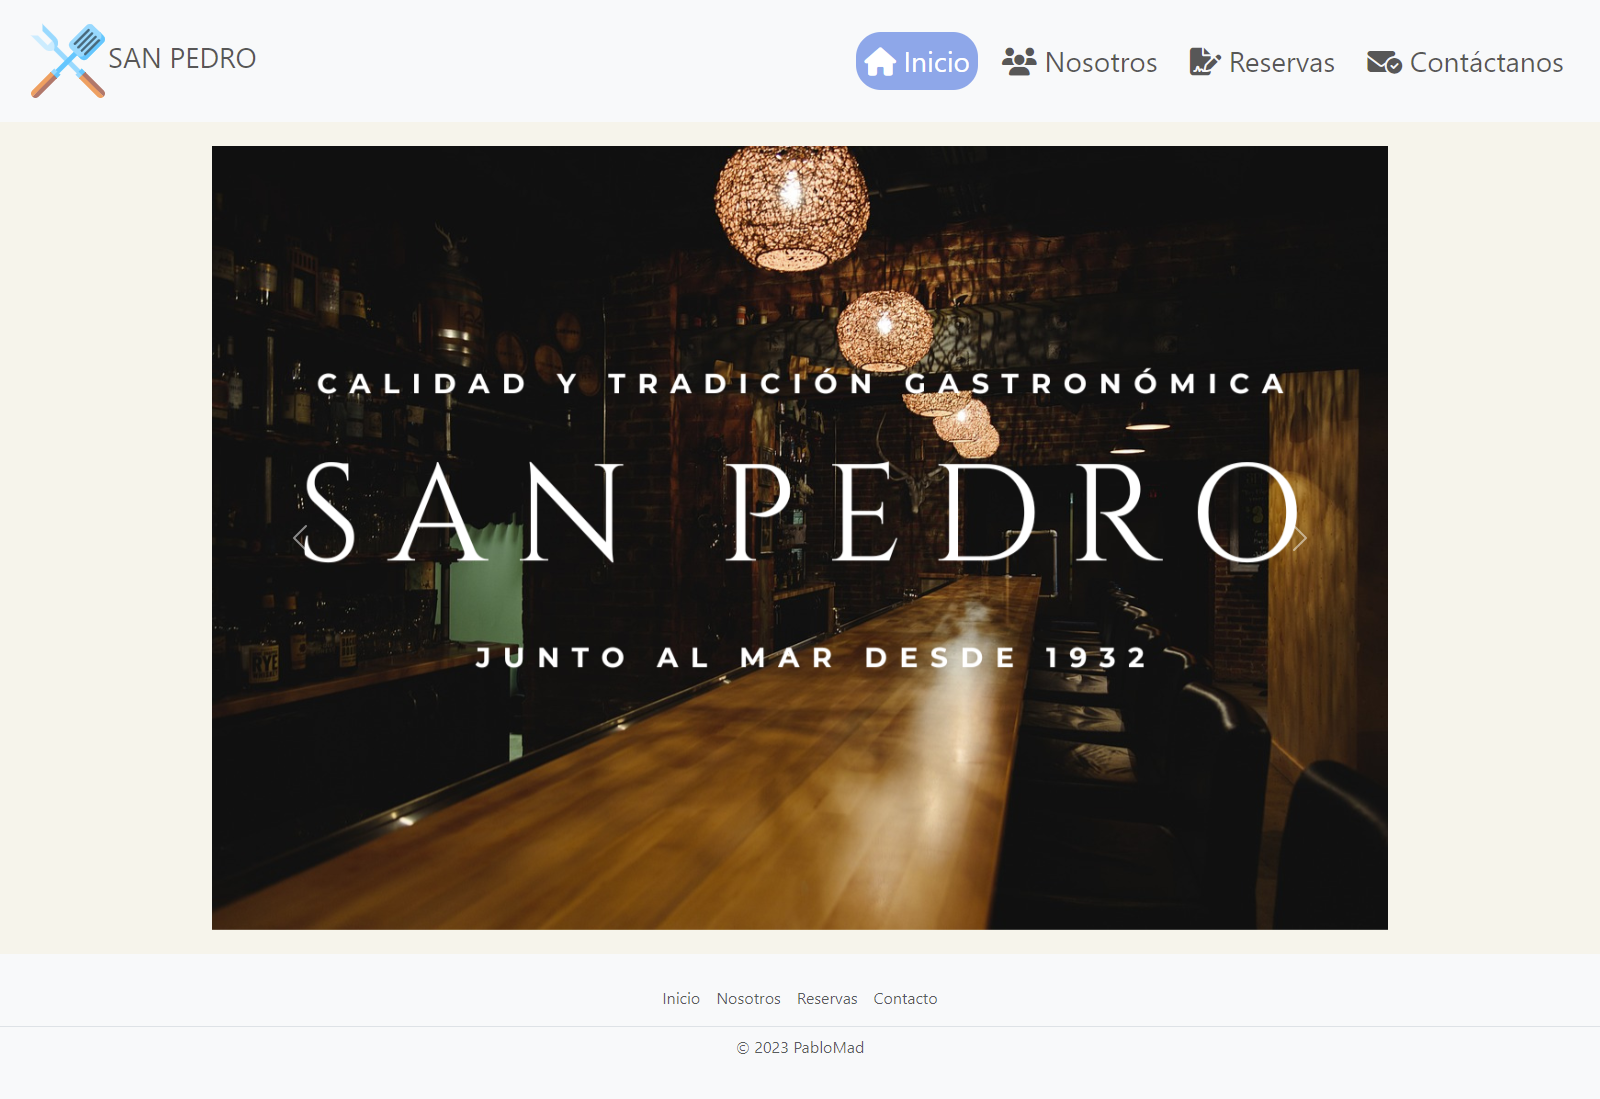 SAN PEDRO
Inicio
Nosotros
Reservas
Contáctanos
CALIDAD Y TRADICIÓN GASTRONÓMICA
SAN PEDRO
JUNTO AL MAR DESDE 1932
RYE
Inicio Nosotros Reservas Contacto
© 2023 PabloMad